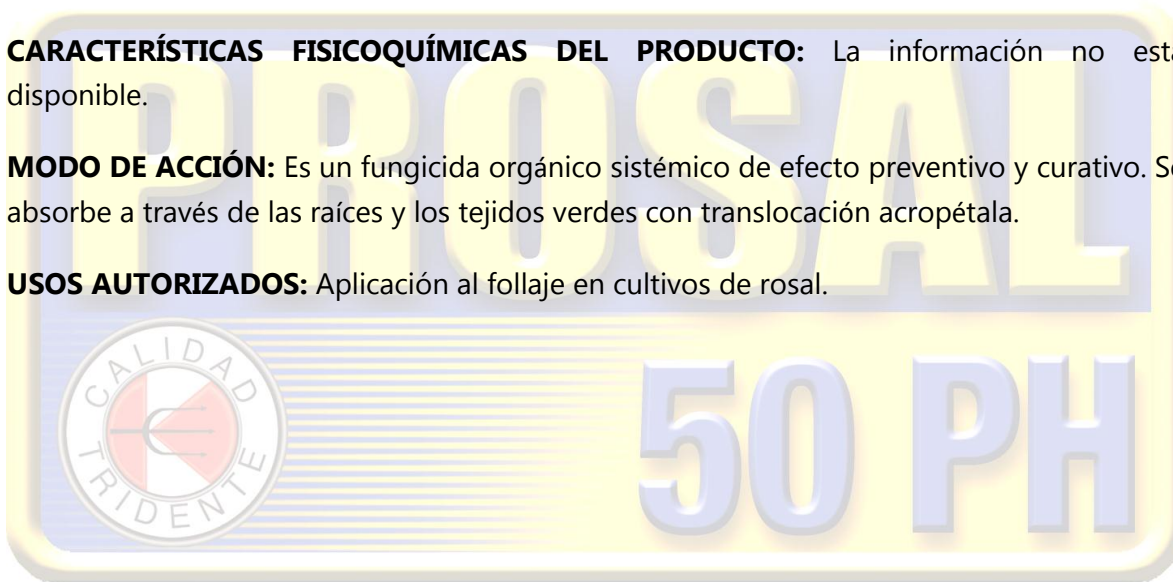 CARACTERÍSTICAS FISICOQUÍMICAS DEL PRODUCTO: La información no está
disponible.
MODO DE ACCIÓN: Es un fungicida orgánico sistémico de efecto preventivo y curativo. Se
absorbe a través de las raíces y los tejidos verdes con translocación acropétala.
USOS AUTORIZADOS: Aplicación al follaje en cultivos de rosal.
PROSAL
50 PH
CALIDAD
TRIDENTE